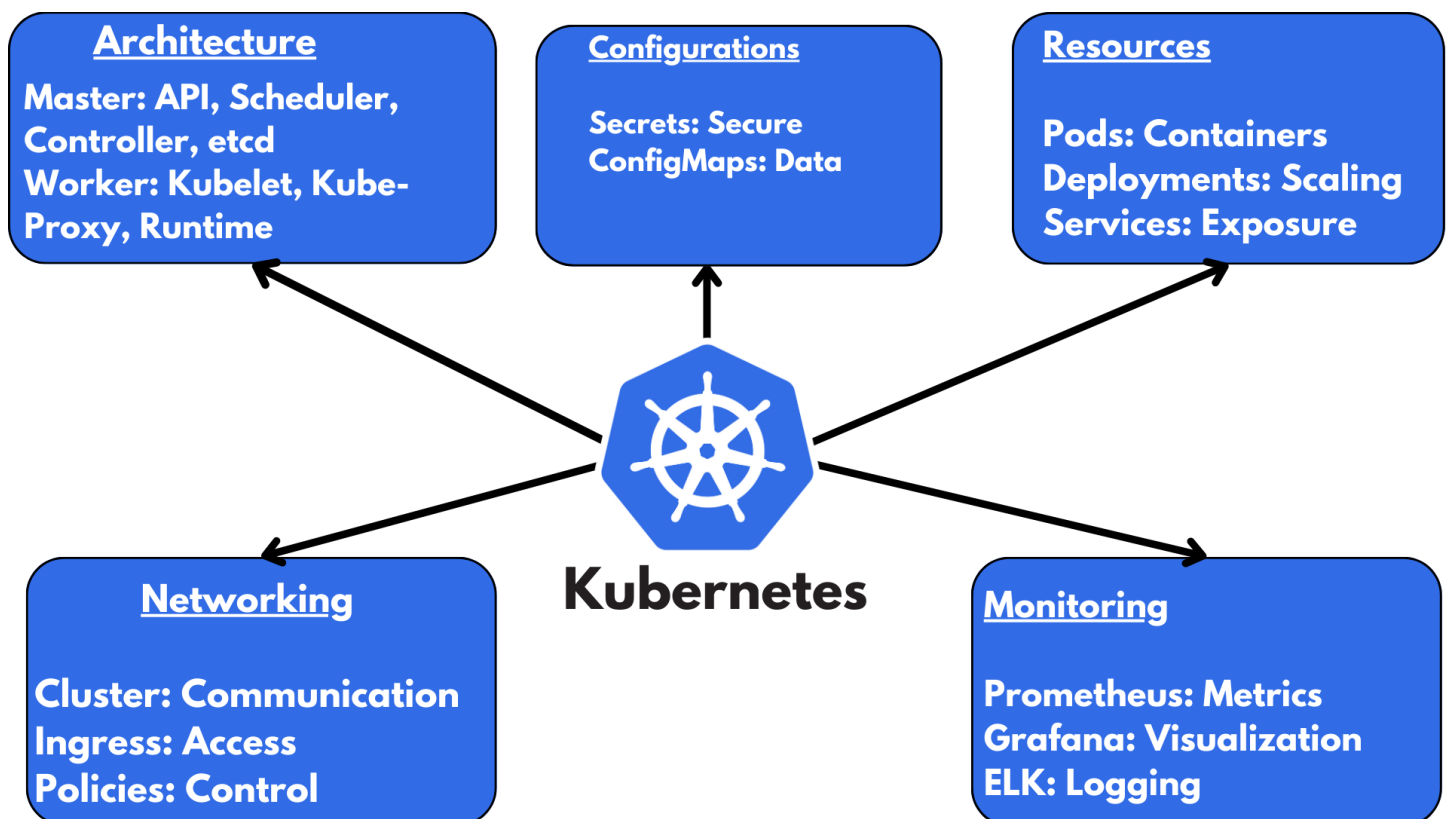 Architecture
Master: API, Scheduler,
Controller, etcd
Worker: Kubelet, Kube-
Proxy, Runtime
Configurations
Secrets: Secure
ConfigMaps: Data
Resources
Pods: Containers
Deployments: Scaling
Services: Exposure
Kubernetes
Networking
Cluster: Communication
Ingress: Access
Policies: Control
Monitoring
Prometheus: Metrics
Grafana: Visualization
ELK: Logging